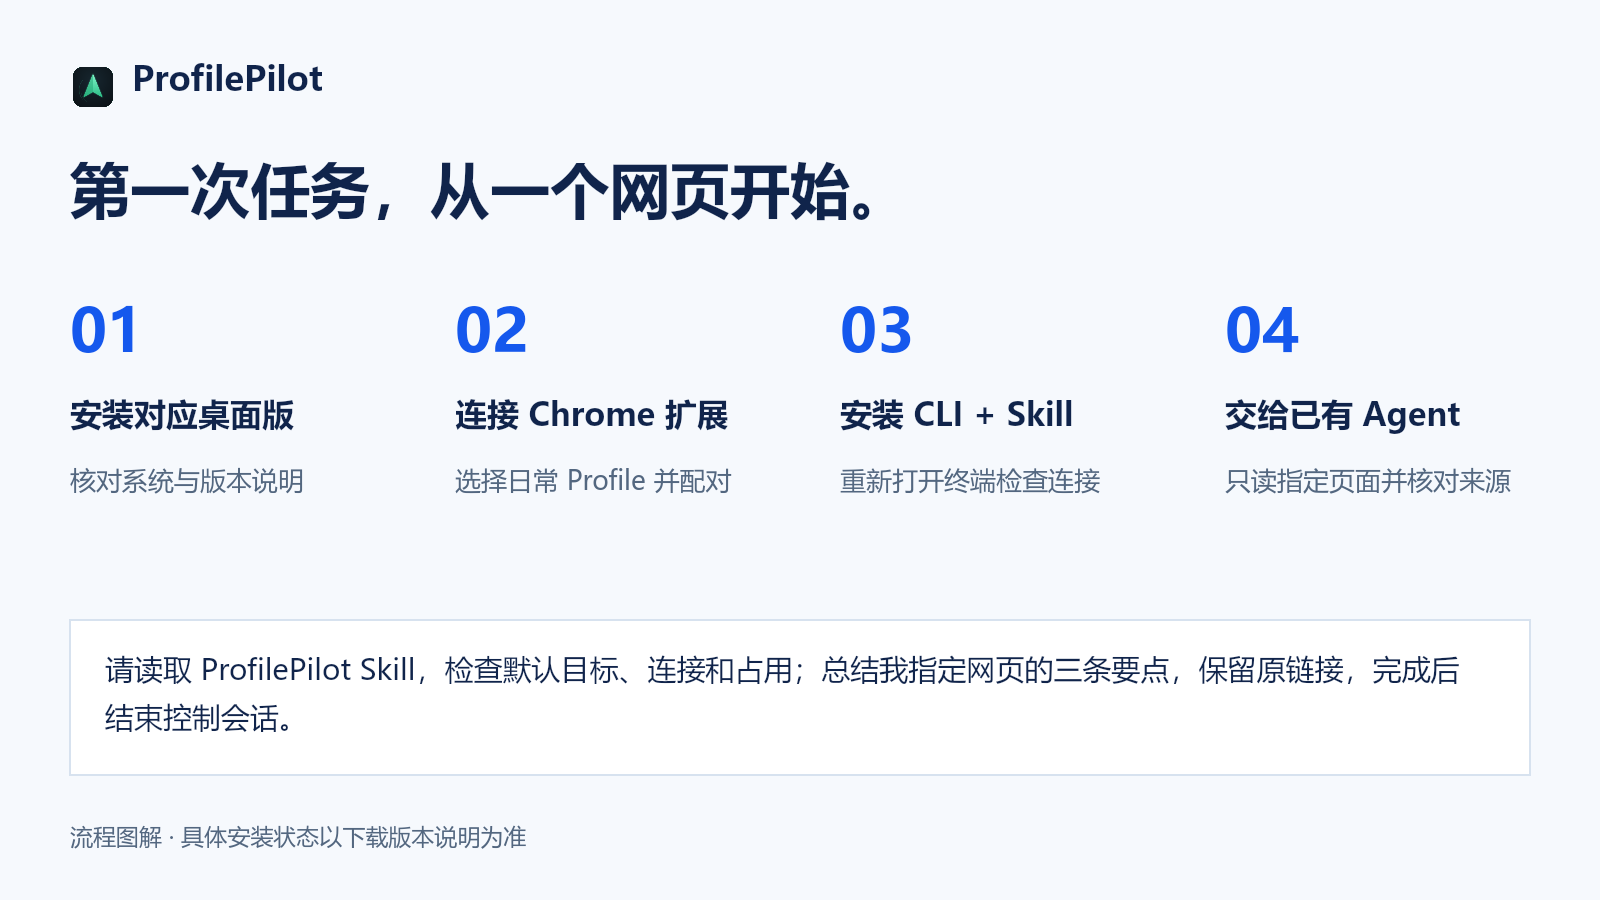 ProfilePilot
第一次任务，从一个网页开始。
01
安装对应桌面版
核对系统与版本说明
02
连接 Chrome 扩展
选择日常 Profile 并配对
03
安装 CLI + Skill
重新打开终端检查连接
04
交给已有 Agent
只读指定页面并核对来源
请读取 ProfilePilot Skill，检查默认目标、连接和占用；总结我指定网页的三条要点，保留原链接，完成后
结束控制会话。
流程图解 · 具体安装状态以下载版本说明为准